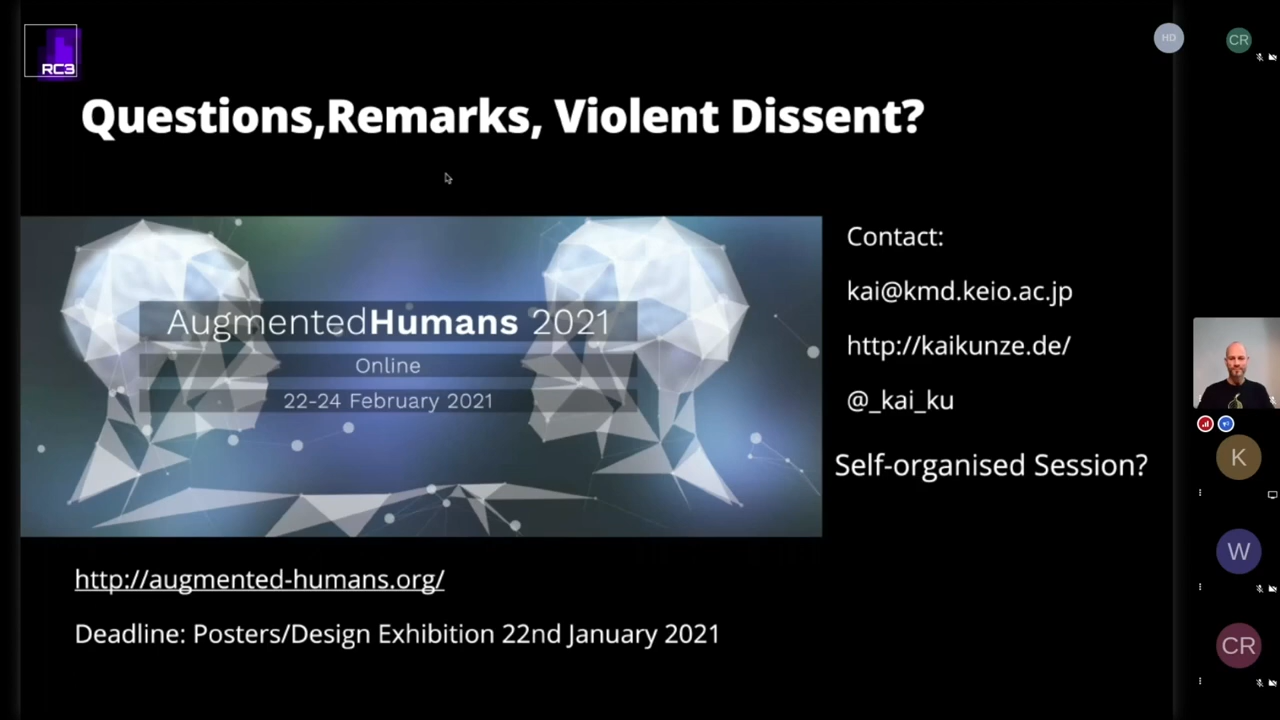 RC3
HD
CR
Questions,Remarks, Violent Dissent?
AugmentedHumans 2021
Online
22-24 February 2021
Contact:
kai@kmd.keio.ac.jp
http://kaikunze.de/
@_kai_ku
Self-organised Session?
http://augmented-humans.org/
Deadline: Posters/Design Exhibition 22nd January 2021
K
W
CR